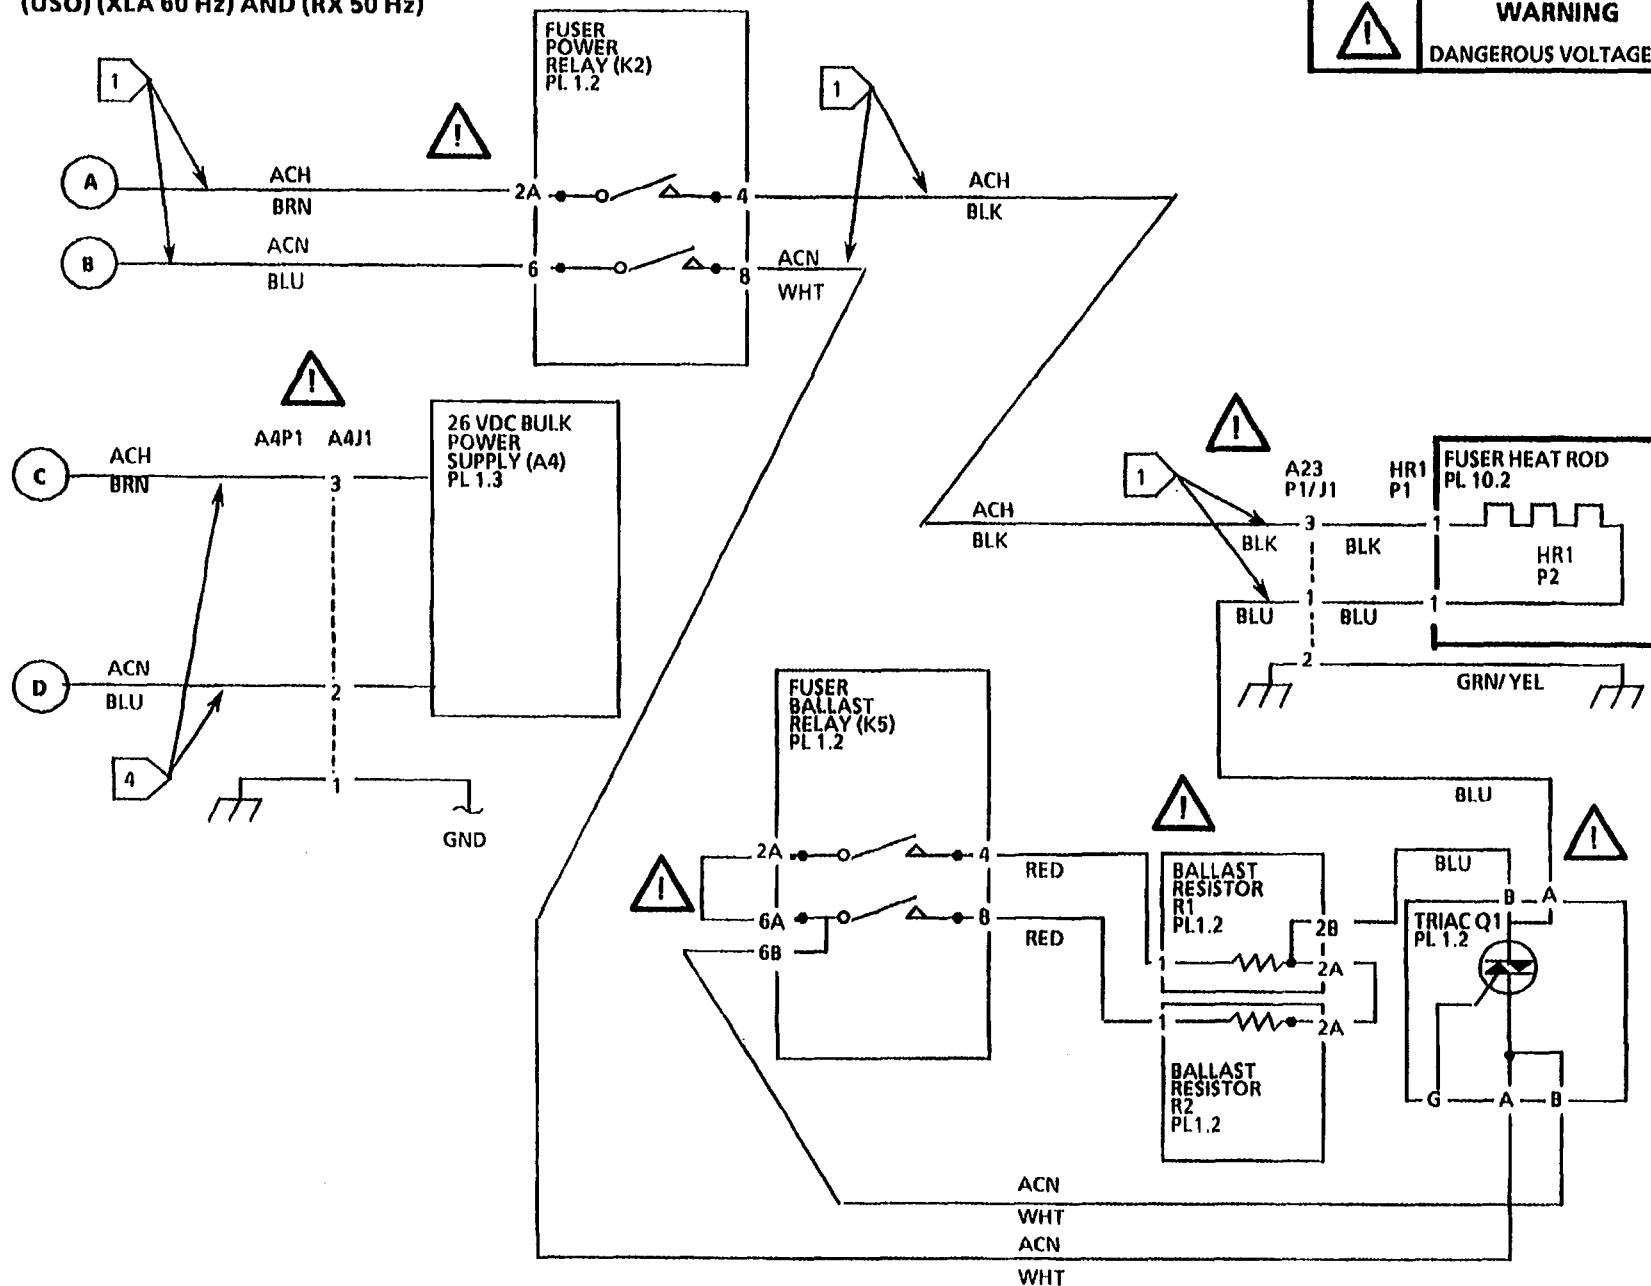 (USO) (XLA 60 Hz) AND (RX 50 Hz)
!
WARNING
DANGEROUS VOLTAGE
FUSER
POWER
RELAY (K2)
PL 1.2
1
1
!
A
ACH
BRN
2A
4
ACH
BLK
B
ACN
BLU
6
8
ACN
WHT
!
A4P1 A4J1
26 VDC BULK
POWER
SUPPLY (A4)
PL 1.3
C
ACH
BRN
3
D
ACN
BLU
2
4
1
GND
!
1
A23
P1/J1
HR1
P1
FUSER HEAT ROD
PL 10.2
ACH
BLK
BLK
3
BLK
1
HR1
P2
BLU
1
BLU
1
2
GRN/YEL
FUSER
BALLAST
RELAY (K5)
PL 1.2
!
BLU
!
!
2A
4
RED
6A
8
RED
6B
BALLAST
RESISTOR
R1
PL1.2
1
2B
2A
BLU
B
A
TRIAC Q1
PL 1.2
1
2A
BALLAST
RESISTOR
R2
PL1.2
G
A
B
ACN
WHT
ACN
WHT